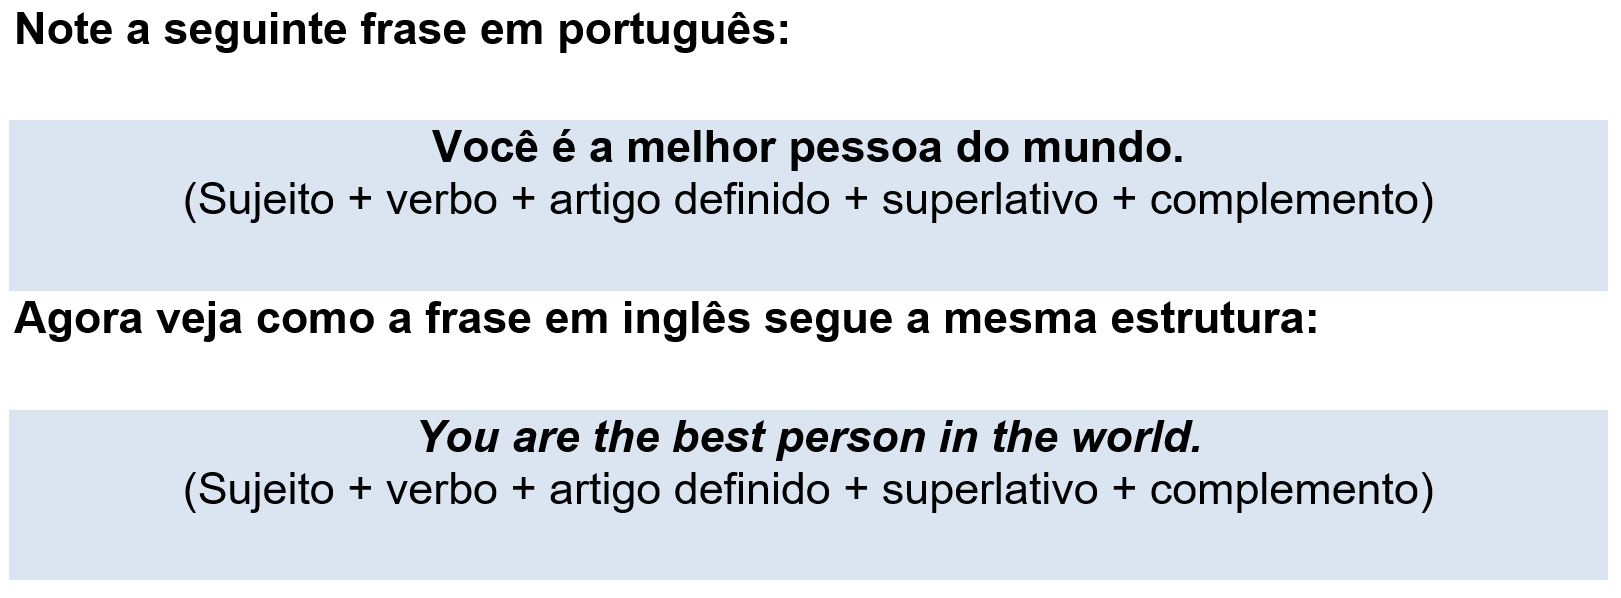 Note a seguinte frase em português:
Você é a melhor pessoa do mundo.
(Sujeito + verbo + artigo definido + superlativo + complemento)
Agora veja como a frase em inglês segue a mesma estrutura:
You are the best person in the world.
(Sujeito + verbo + artigo definido + superlativo + complemento)